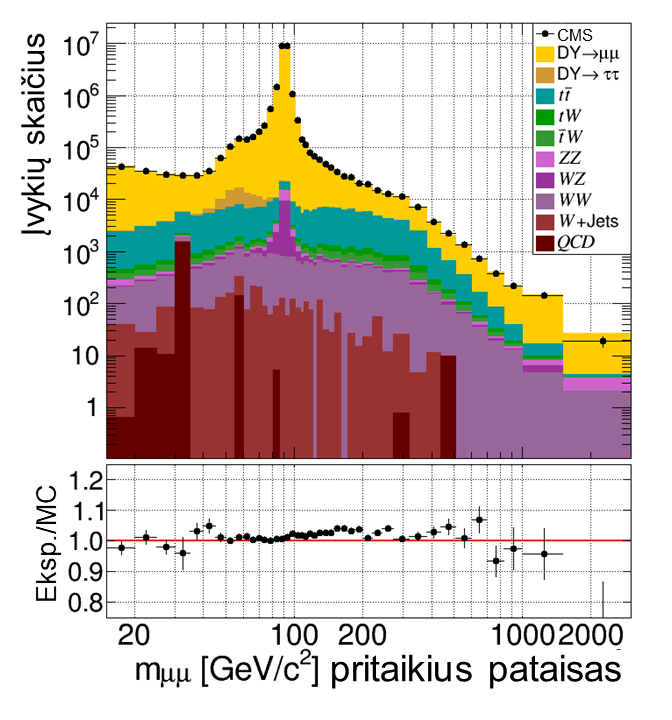 Įvykių skaičius
10⁷
10⁶
10⁵
10⁴
10³
10²
10
1
CMS
DY→μμ
DY→ ττ
tt̄
tW
t̄W
ZZ
WZ
WW
W+Jets
QCD
Eksp./MC
1.2
1.1
1.0
0.9
0.8
20 100 200 1000 2000
mμμ [GeV/c²] pritaikius pataisas